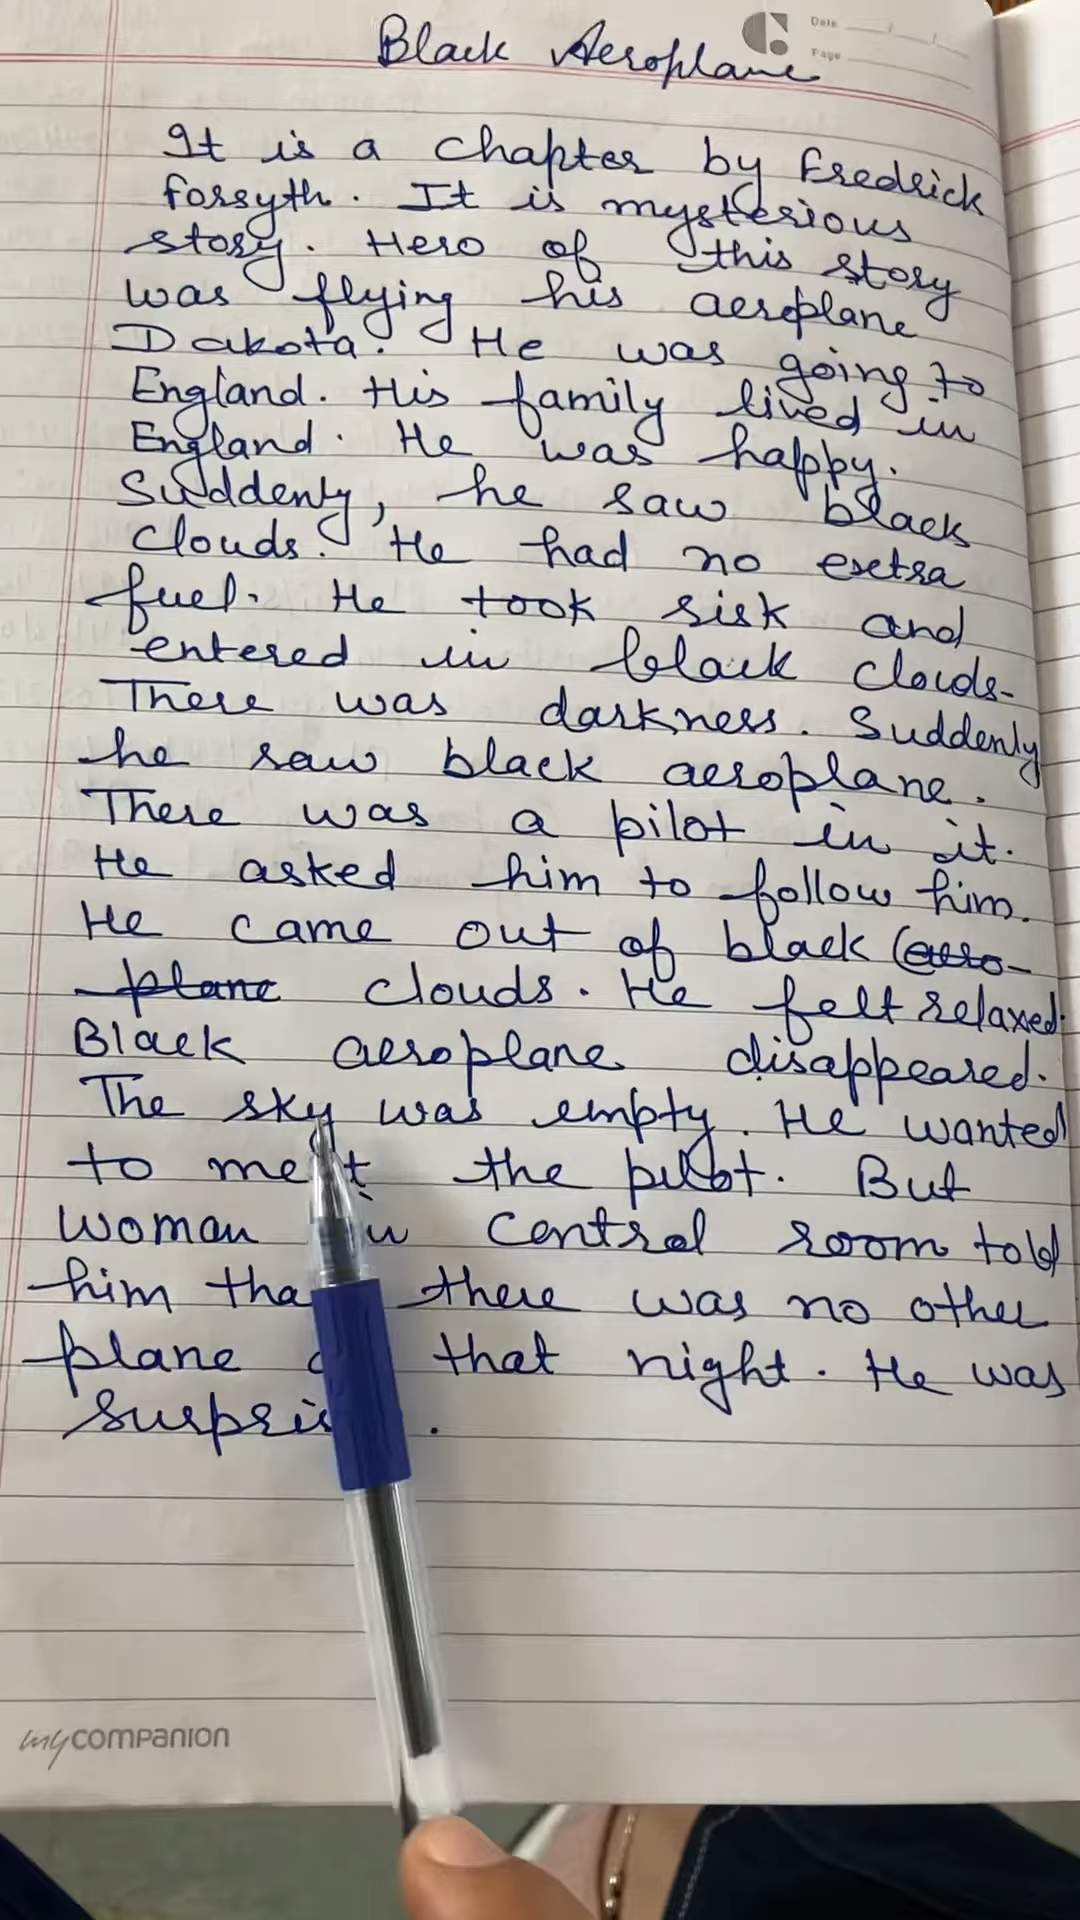 Black Aeroplane
Date
Page
It is a chapter by Fredrick
Forsyth. It is mysterious
story. Hero of this story
was flying his aeroplane
Dakota. He was going to
England. His family lived in
England. He was happy.
Suddenly, he saw black
clouds. He had no extra
fuel. He took risk and
entered in black clouds.
There was darkness. Suddenly
he saw black aeroplane.
There was a pilot in it.
He asked him to follow him.
He came out of black (aero-
plane clouds. He felt relaxed.
Black aeroplane disappeared.
The sky was empty. He wanted
to meet the pilot. But
woman in control room told
him that there was no other
plane that night. He was
.
mycompanion